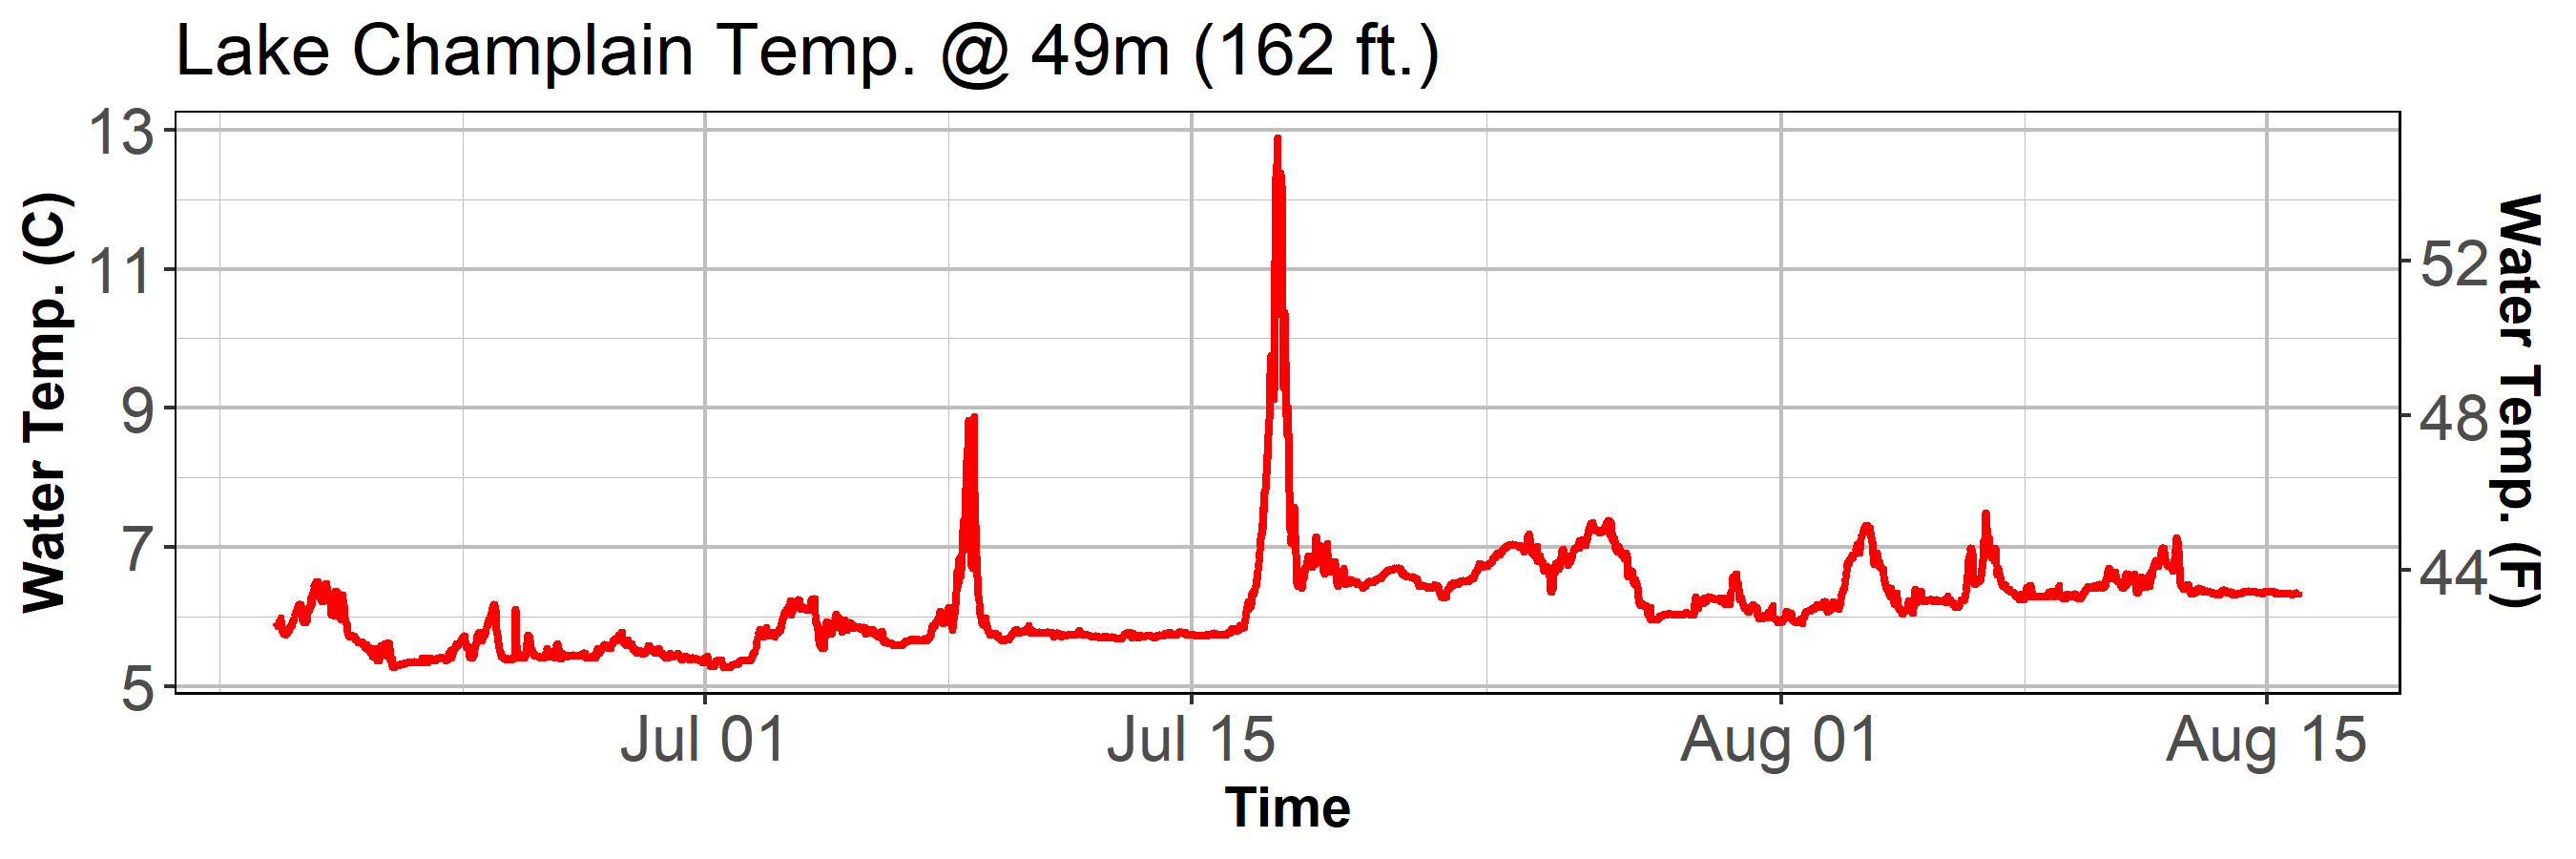 Lake Champlain Temp. @ 49m (162 ft.)
Water Temp. (C)
13
11
9
7
5
52
48
44
Water Temp. (F)
Jul 01
Jul 15
Aug 01
Aug 15
Time